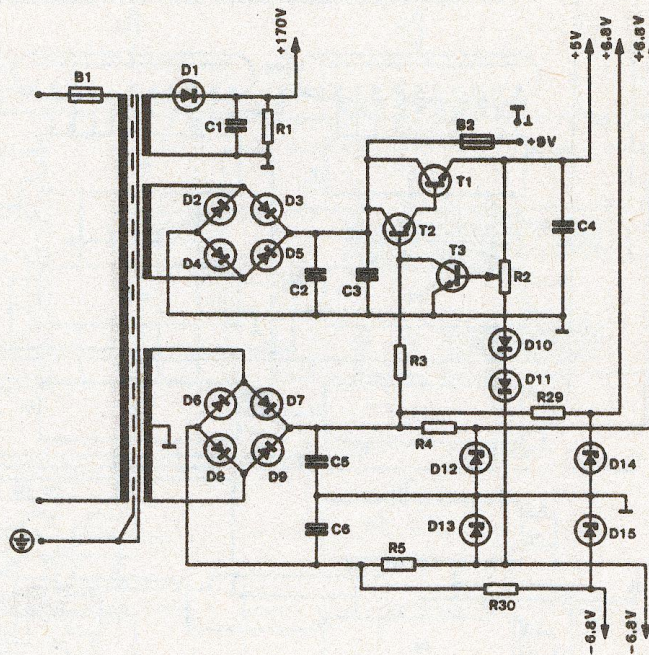 +170V
+5V
+6.8V
+6.8V
B1
D1
C1
R1
B2
T
+9V
T1
D2
D3
T2
C4
T3
R2
D4
D5
C2
C3
D10
R3
D11
D6
D7
R29
R4
D8
D9
C5
D12
D14
C6
D13
D15
R5
R30
-6.8V
-6.8V